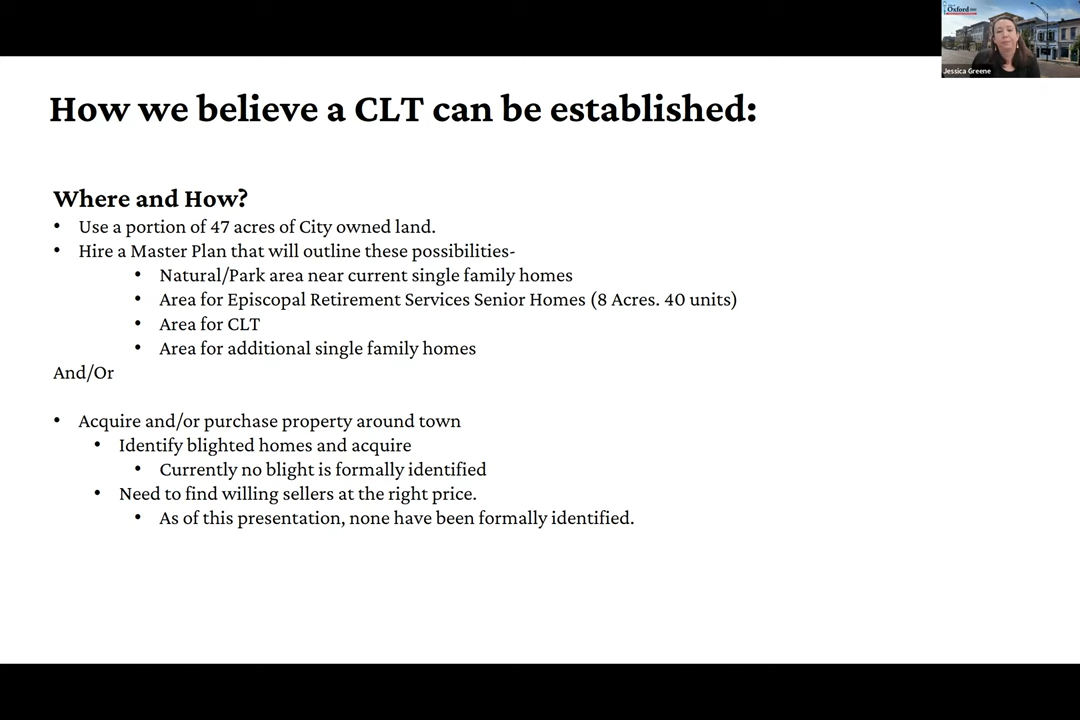 Oxford
Jessica Greene
How we believe a CLT can be established:
Where and How?
• Use a portion of 47 acres of City owned land.
• Hire a Master Plan that will outline these possibilities-
• Natural/Park area near current single family homes
• Area for Episcopal Retirement Services Senior Homes (8 Acres. 40 units)
• Area for CLT
• Area for additional single family homes
And/Or
• Acquire and/or purchase property around town
• Identify blighted homes and acquire
• Currently no blight is formally identified
• Need to find willing sellers at the right price.
• As of this presentation, none have been formally identified.